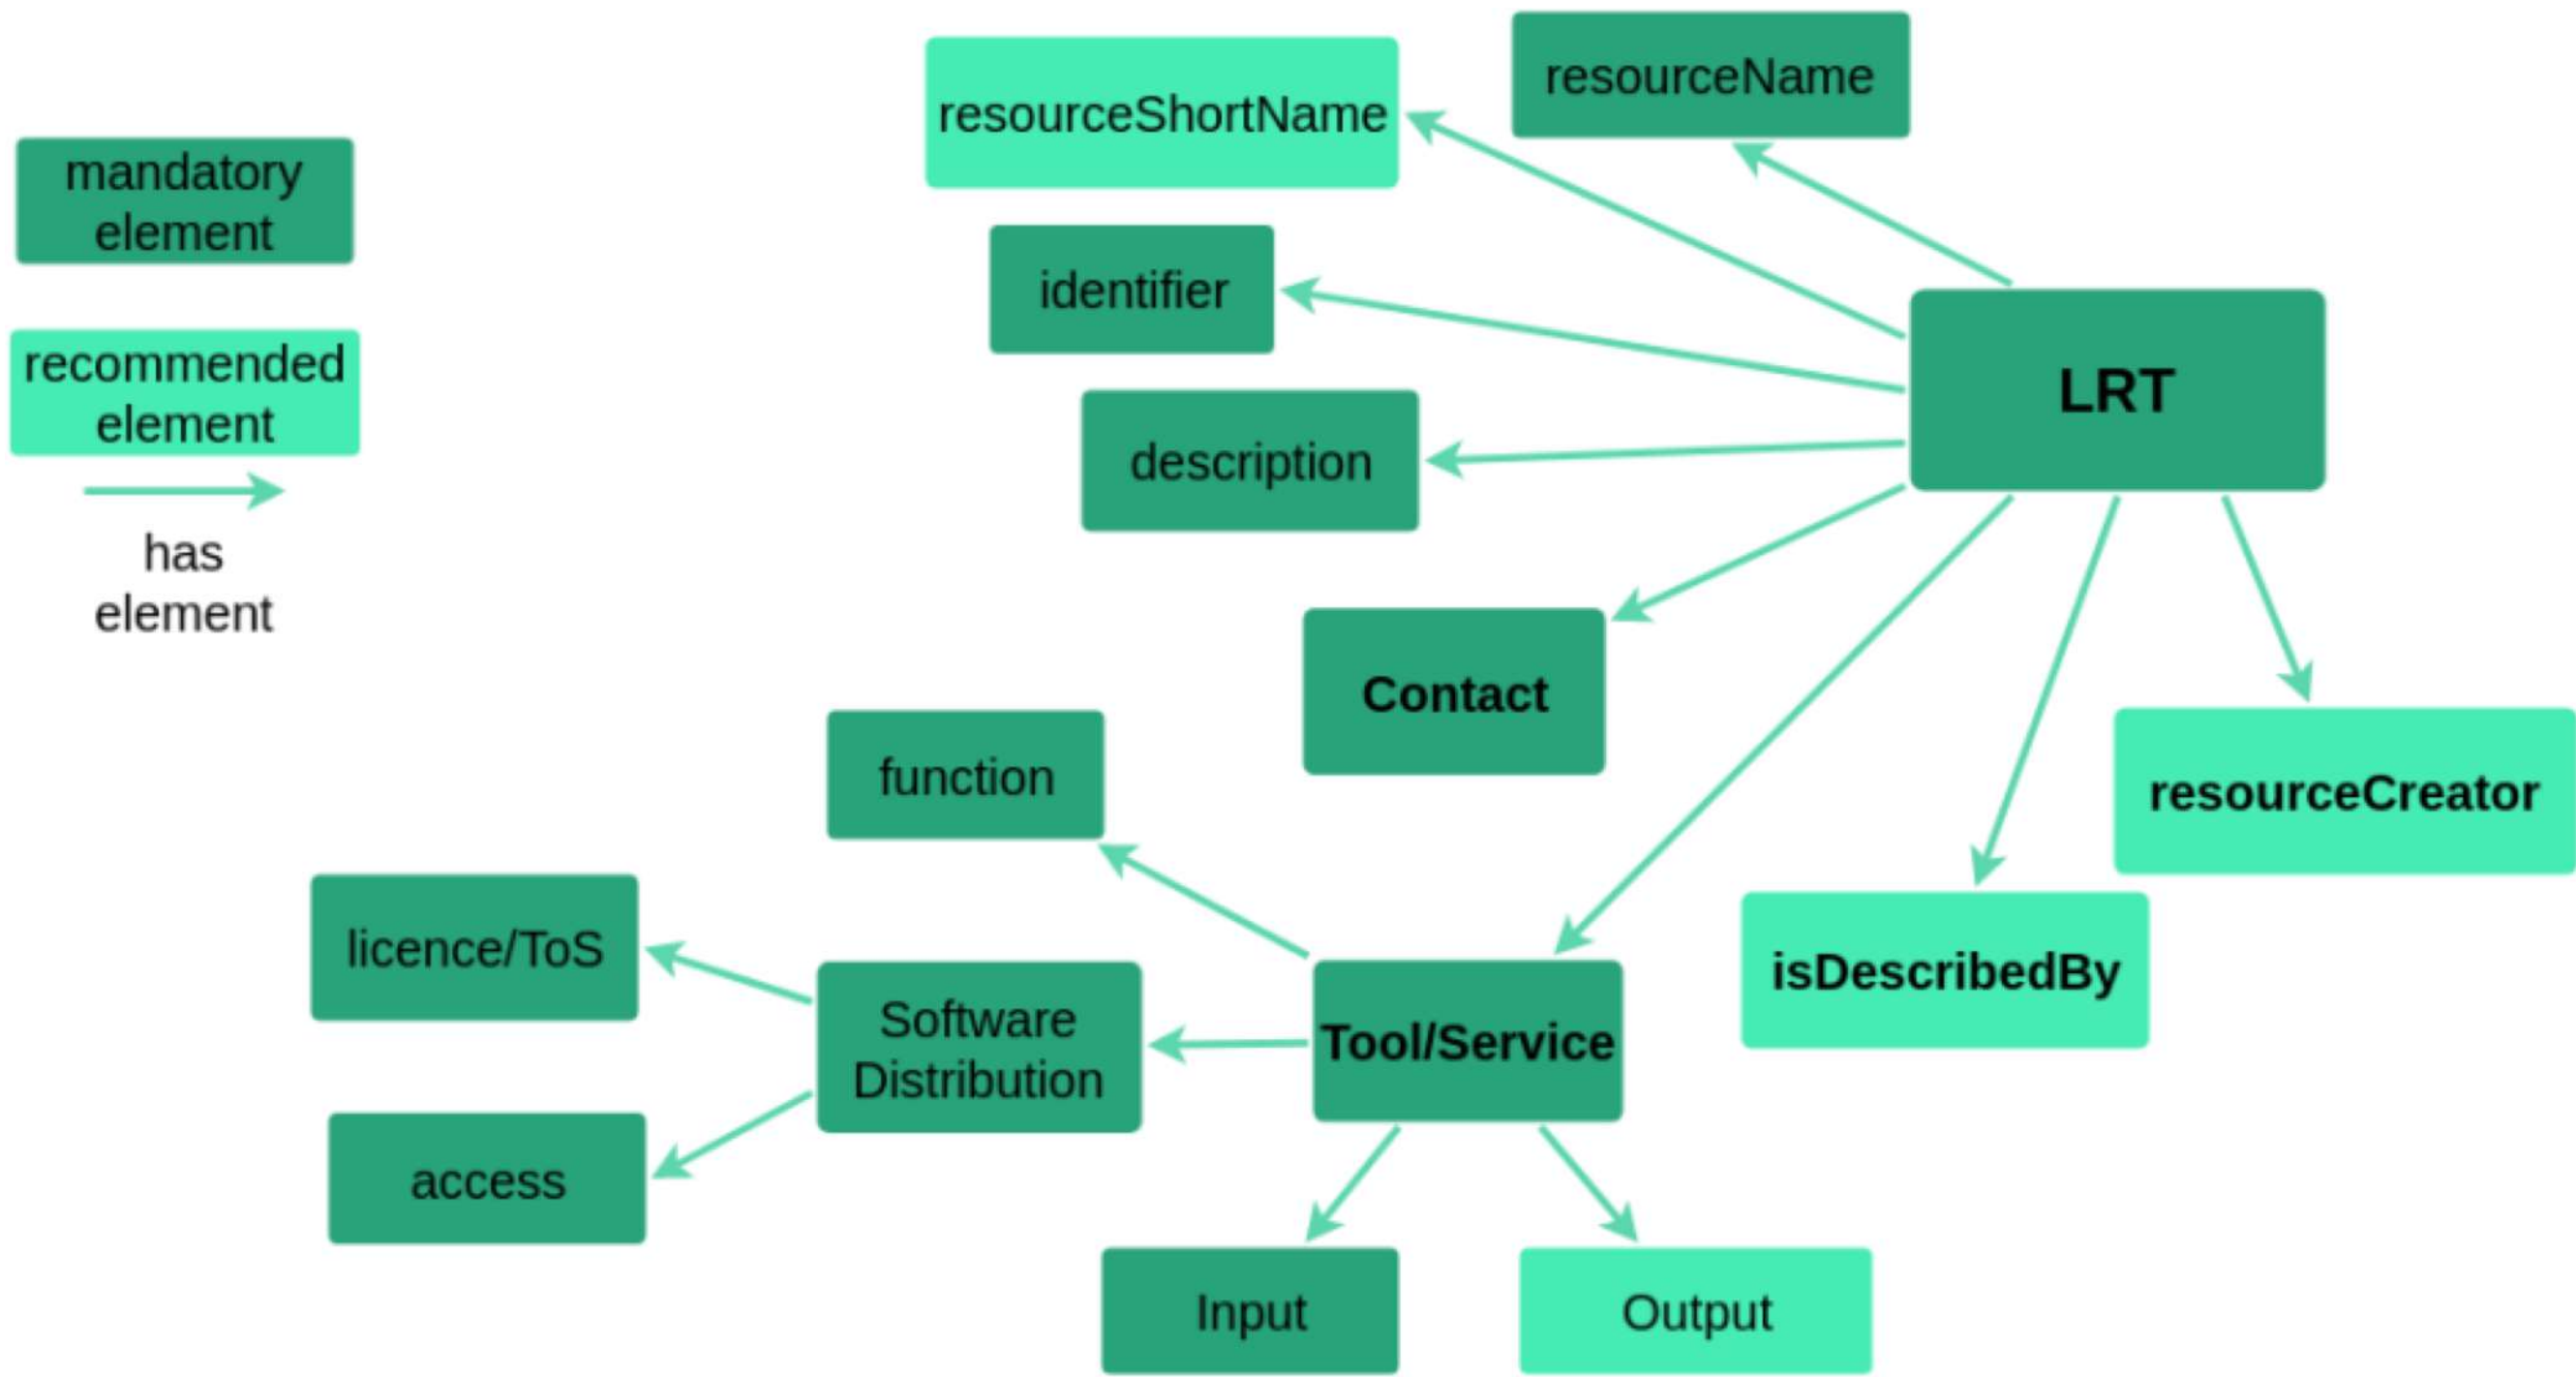 mandatory
element
recommended
element
has
element
resourceShortName
resourceName
identifier
LRT
description
Contact
function
resourceCreator
licence/ToS
isDescribedBy
Software
Distribution
Tool/Service
access
Input
Output